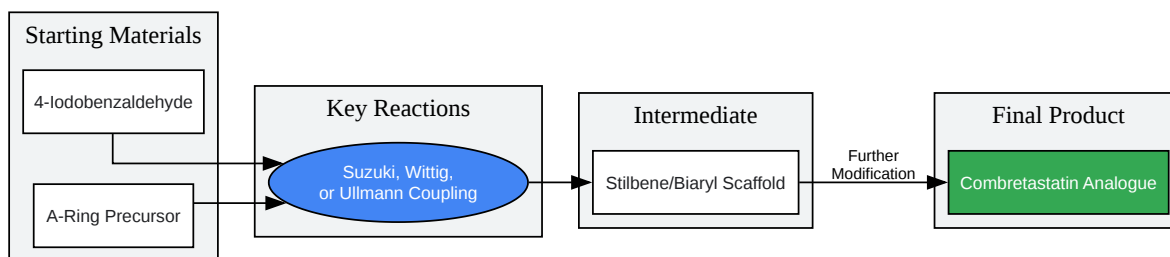 Starting Materials
4-Iodobenzaldehyde
A-Ring Precursor
Key Reactions
Suzuki, Wittig,
or Ullmann Coupling
Intermediate
Stilbene/Biaryl Scaffold
Further
Modification
Final Product
Combretastatin Analogue